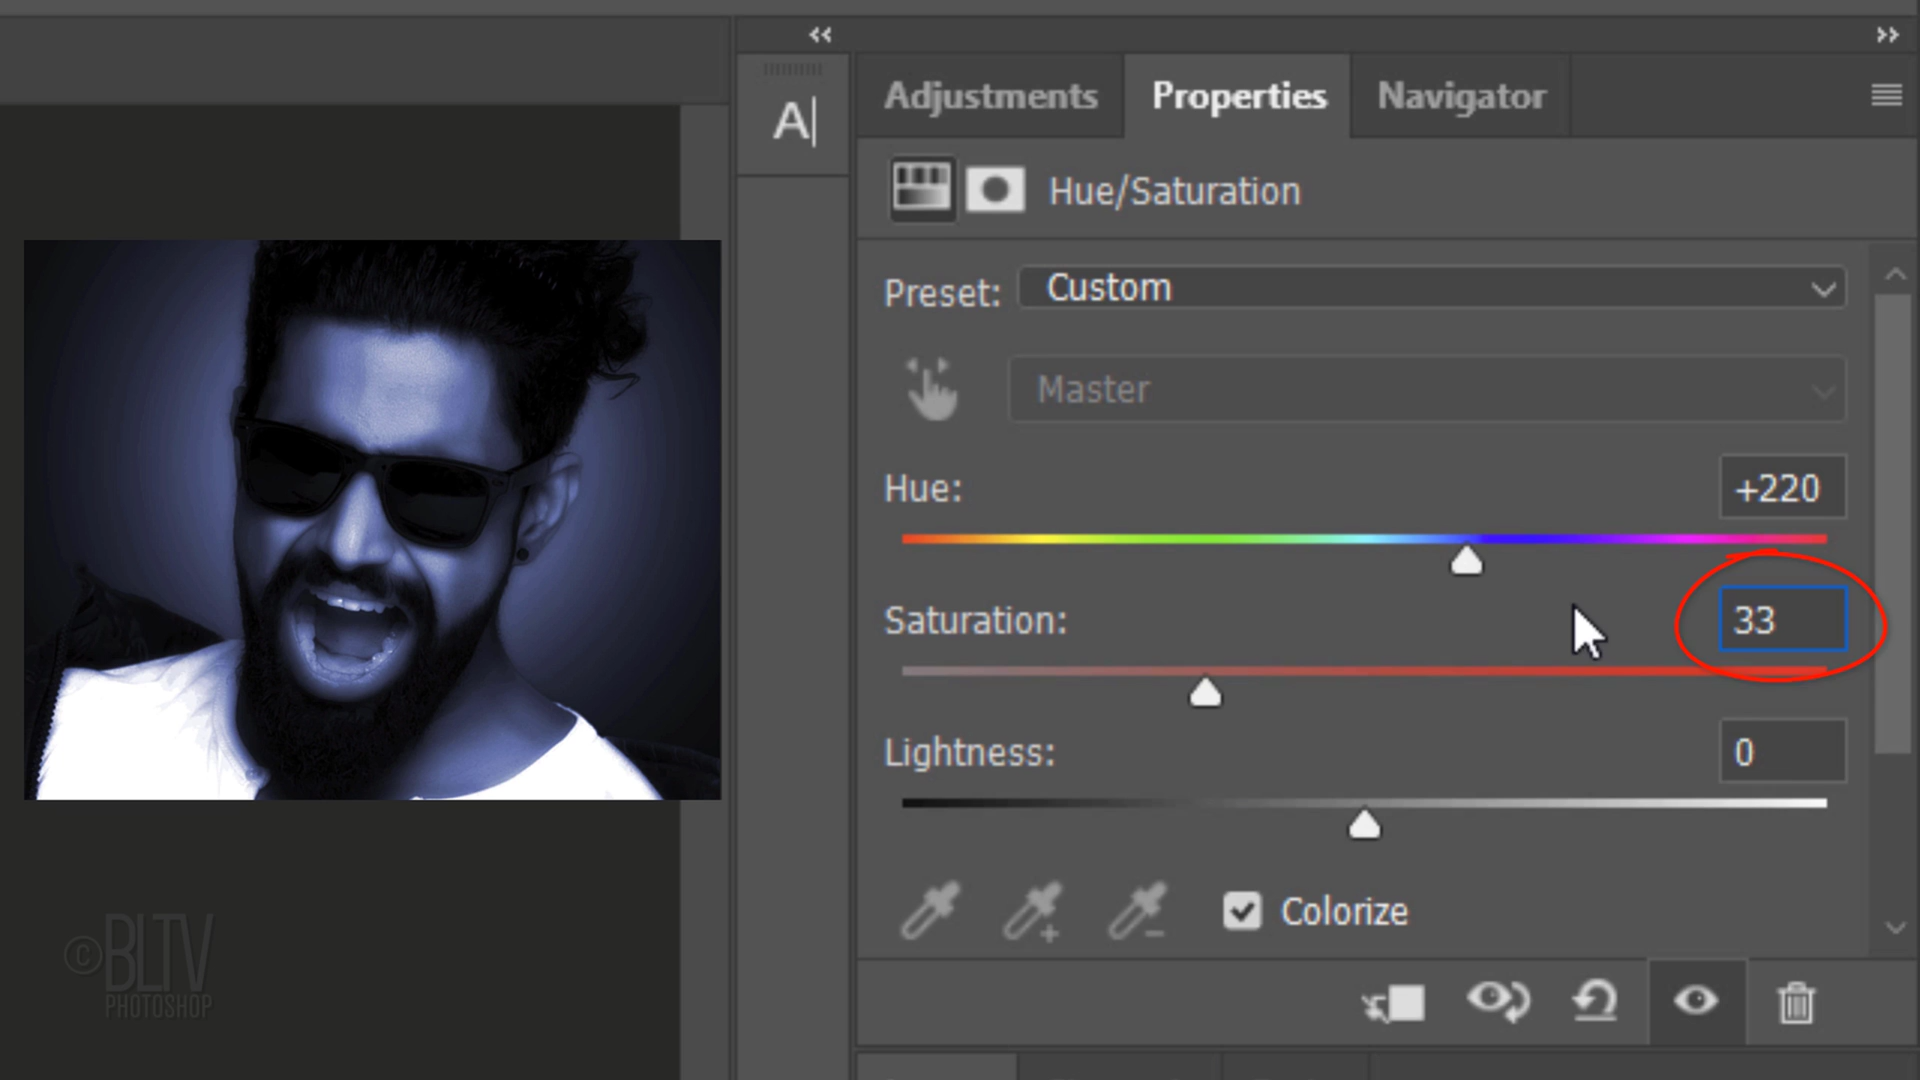 A|
Adjustments
Properties
Navigator
Hue/Saturation
Preset: Custom
Master
Hue: +220
Saturation: 33
Lightness: 0
Colorize
©BLTV
PHOTOSHOP